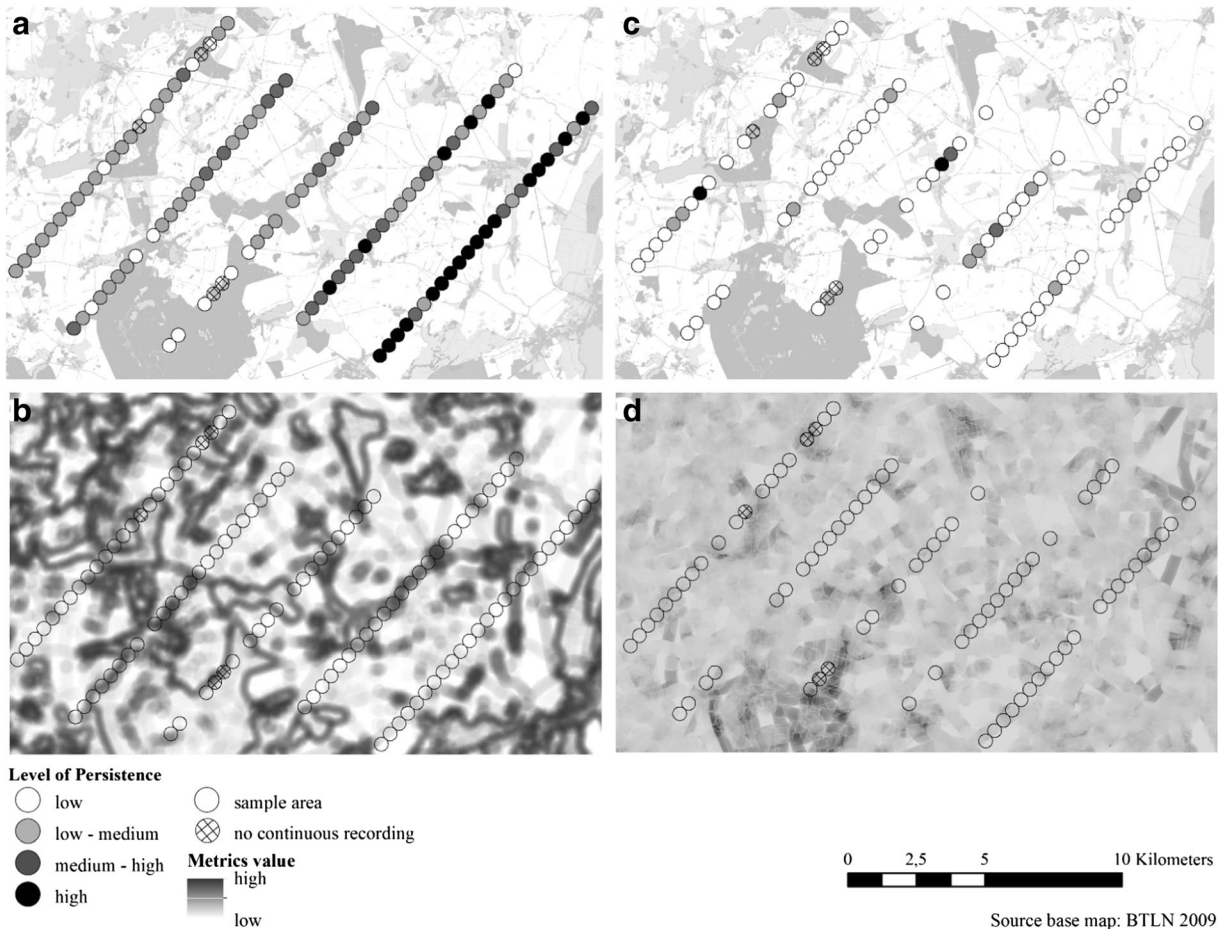 a
c
b
d
Level of Persistence
low
low - medium
medium - high
high
sample area
no continuous recording
Metrics value
high
low
0 2,5 5 10 Kilometers
Source base map: BTLN 2009